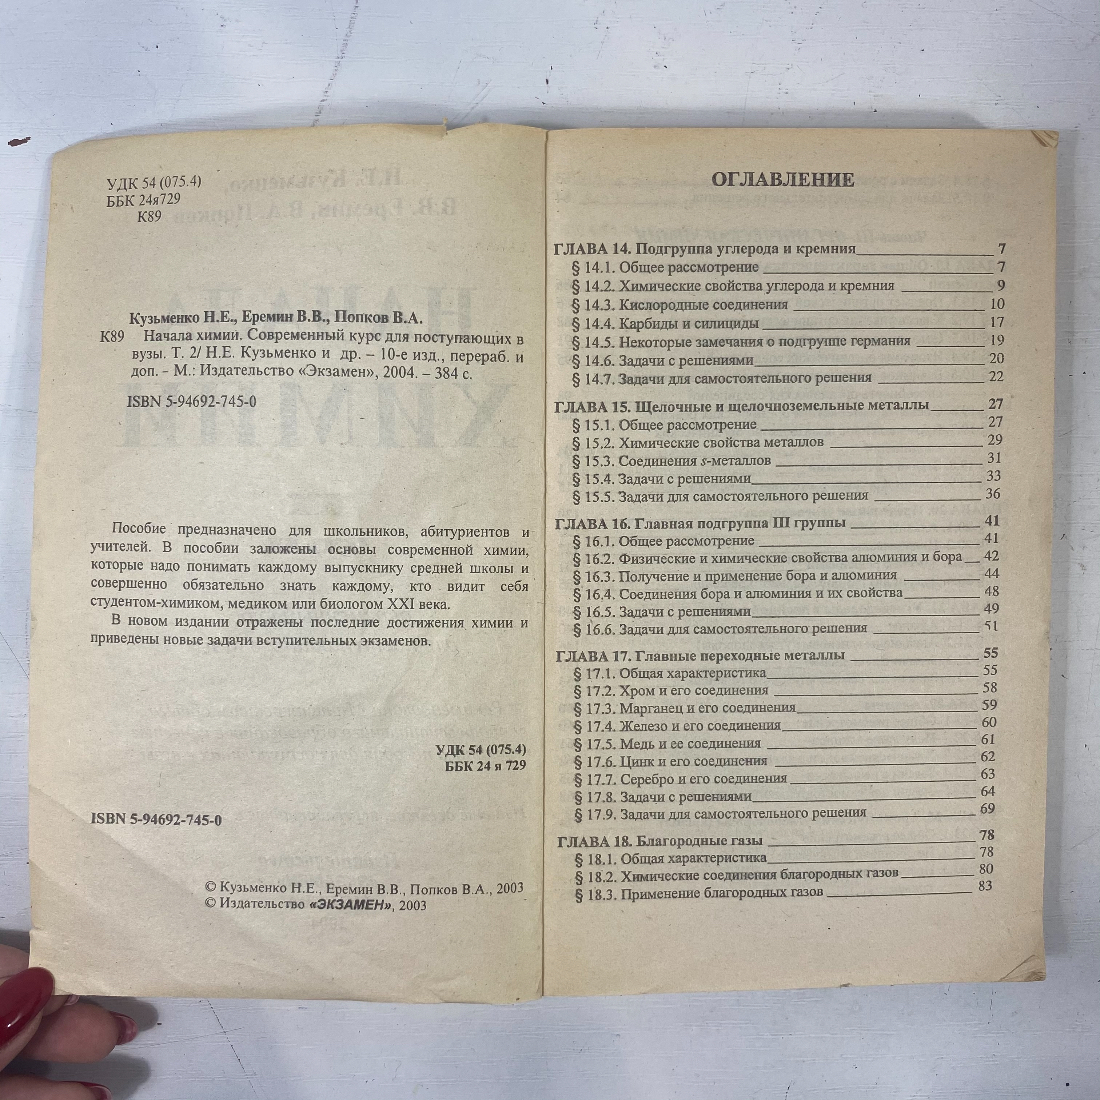 УДК 54 (075.4)
ББК 24я729
К89
Кузьменко Н.Е., Еремин В.В., Попков В.А.
К89 Начала химии. Современный курс для поступающих в
вузы. Т. 2/ Н.Е. Кузьменко и др. – 10-е изд., перераб. и
доп. - М.: Издательство «Экзамен», 2004. – 384 с.
ISBN 5-94692-745-0
Пособие предназначено для школьников, абитуриентов и
учителей. В пособии заложены основы современной химии,
которые надо понимать каждому выпускнику средней школы и
совершенно обязательно знать каждому, кто видит себя
студентом-химиком, медиком или биологом XXI века.
В новом издании отражены последние достижения химии и
приведены новые задачи вступительных экзаменов.
УДК 54 (075.4)
ББК 24 я 729
ISBN 5-94692-745-0
© Кузьменко Н.Е., Еремин В.В., Попков В.А., 2003
© Издательство «ЭКЗАМЕН», 2003
ОГЛАВЛЕНИЕ
ГЛАВА 14. Подгруппа углерода и кремния 7
§ 14.1. Общее рассмотрение 7
§ 14.2. Химические свойства углерода и кремния 9
§ 14.3. Кислородные соединения 10
§ 14.4. Карбиды и силициды 17
§ 14.5. Некоторые замечания о подгруппе германия 19
§ 14.6. Задачи с решениями 20
§ 14.7. Задачи для самостоятельного решения 22
ГЛАВА 15. Щелочные и щелочноземельные металлы 27
§ 15.1. Общее рассмотрение 27
§ 15.2. Химические свойства металлов 29
§ 15.3. Соединения s-металлов 31
§ 15.4. Задачи с решениями 33
§ 15.5. Задачи для самостоятельного решения 36
ГЛАВА 16. Главная подгруппа III группы 41
§ 16.1. Общее рассмотрение 41
§ 16.2. Физические и химические свойства алюминия и бора 42
§ 16.3. Получение и применение бора и алюминия 44
§ 16.4. Соединения бора и алюминия и их свойства 48
§ 16.5. Задачи с решениями 49
§ 16.6. Задачи для самостоятельного решения 51
ГЛАВА 17. Главные переходные металлы 55
§ 17.1. Общая характеристика 55
§ 17.2. Хром и его соединения 58
§ 17.3. Марганец и его соединения 59
§ 17.4. Железо и его соединения 60
§ 17.5. Медь и ее соединения 61
§ 17.6. Цинк и его соединения 62
§ 17.7. Серебро и его соединения 63
§ 17.8. Задачи с решениями 64
§ 17.9. Задачи для самостоятельного решения 69
ГЛАВА 18. Благородные газы 78
§ 18.1. Общая характеристика 78
§ 18.2. Химические соединения благородных газов 80
§ 18.3. Применение благородных газов 83